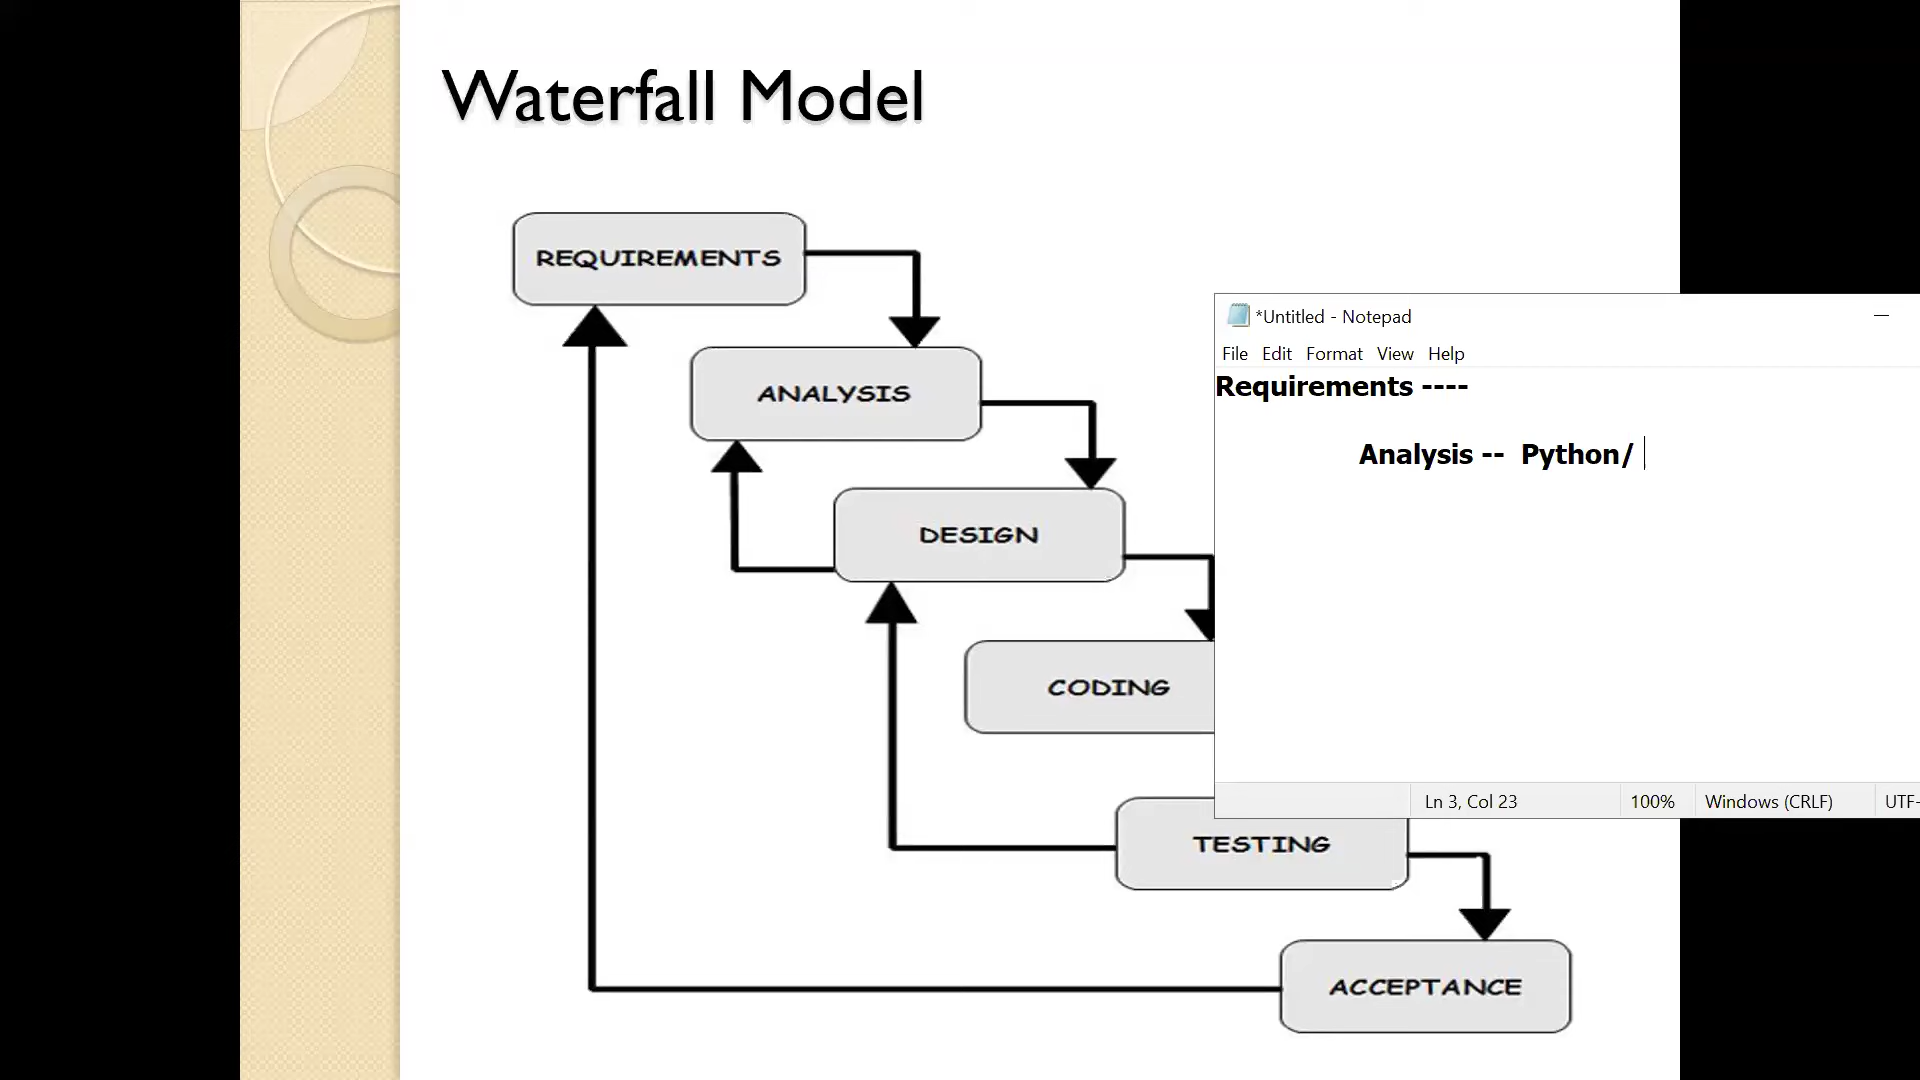 Waterfall Model
REQUIREMENTS
ANALYSIS
DESIGN
CODING
TESTING
ACCEPTANCE
*Untitled - Notepad
File Edit Format View Help
Requirements ----
Analysis -- Python/
Ln 3, Col 23 100% Windows (CRLF) UTF-